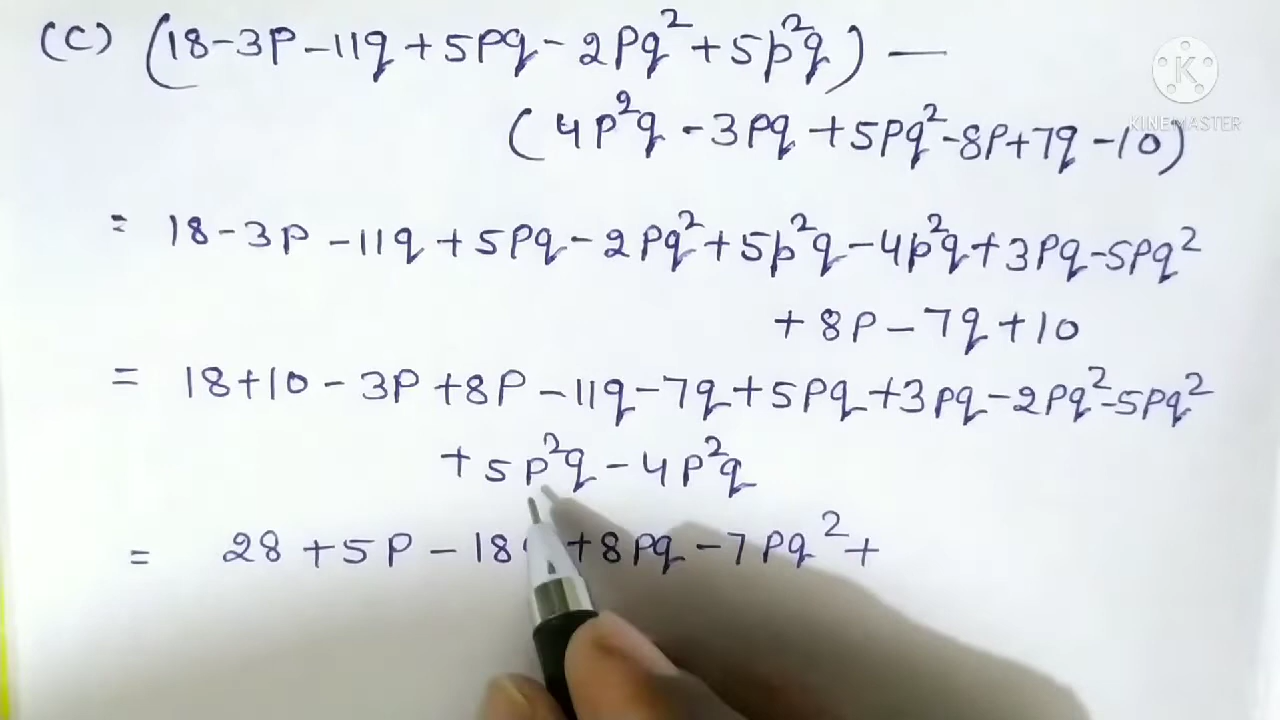 (C) (18-3P-11q+5Pq-2Pq²+5p²q) —
(4P²q-3Pq+5Pq²-8P+7q-10)
K
KINEMASTER
= 18-3P-11q+5Pq-2Pq²+5p²q-4p²q+3Pq-5Pq²
+8P-7q+10
= 18+10-3P+8P-11q-7q+5Pq+3Pq-2Pq²-5Pq²
+5P²q-4P²q
= 28+5P-18 +8Pq-7Pq²+